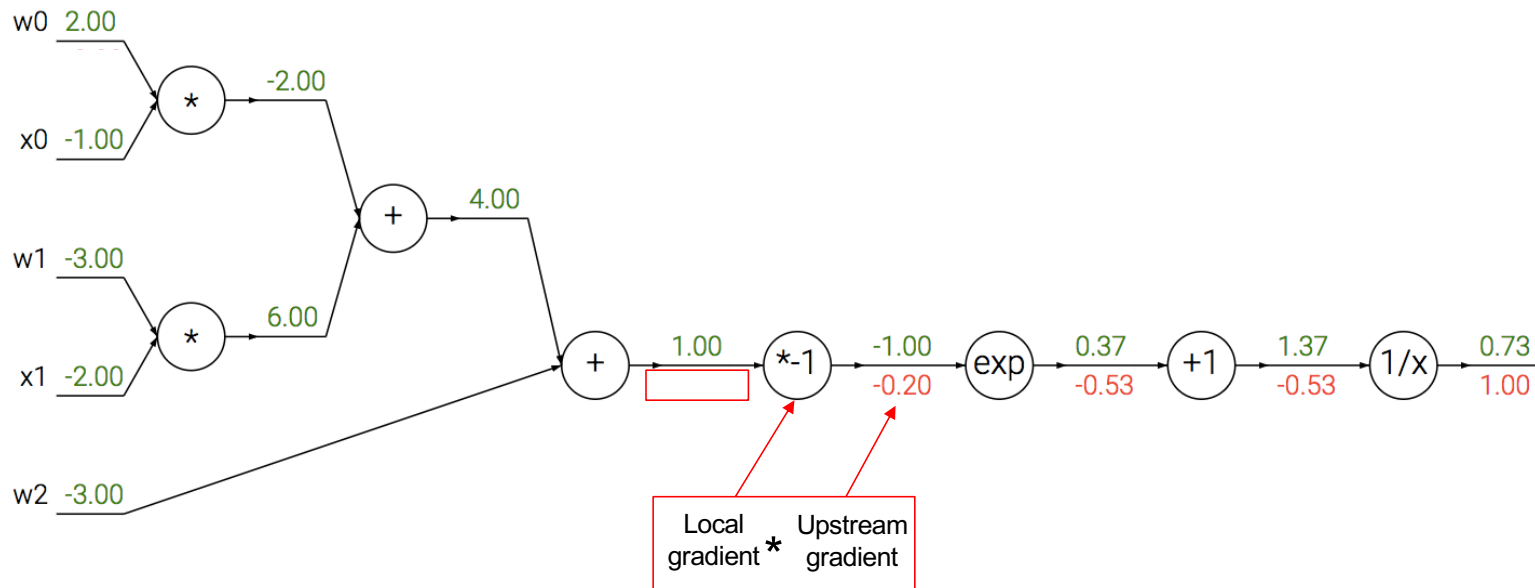 w0 2.00
*
-2.00
x0 -1.00
+
4.00
w1 -3.00
*
6.00
x1 -2.00
+
1.00
*-1
-1.00
-0.20
exp
0.37
-0.53
+1
1.37
-0.53
1/x
0.73
1.00
w2 -3.00
Local
gradient
*
Upstream
gradient